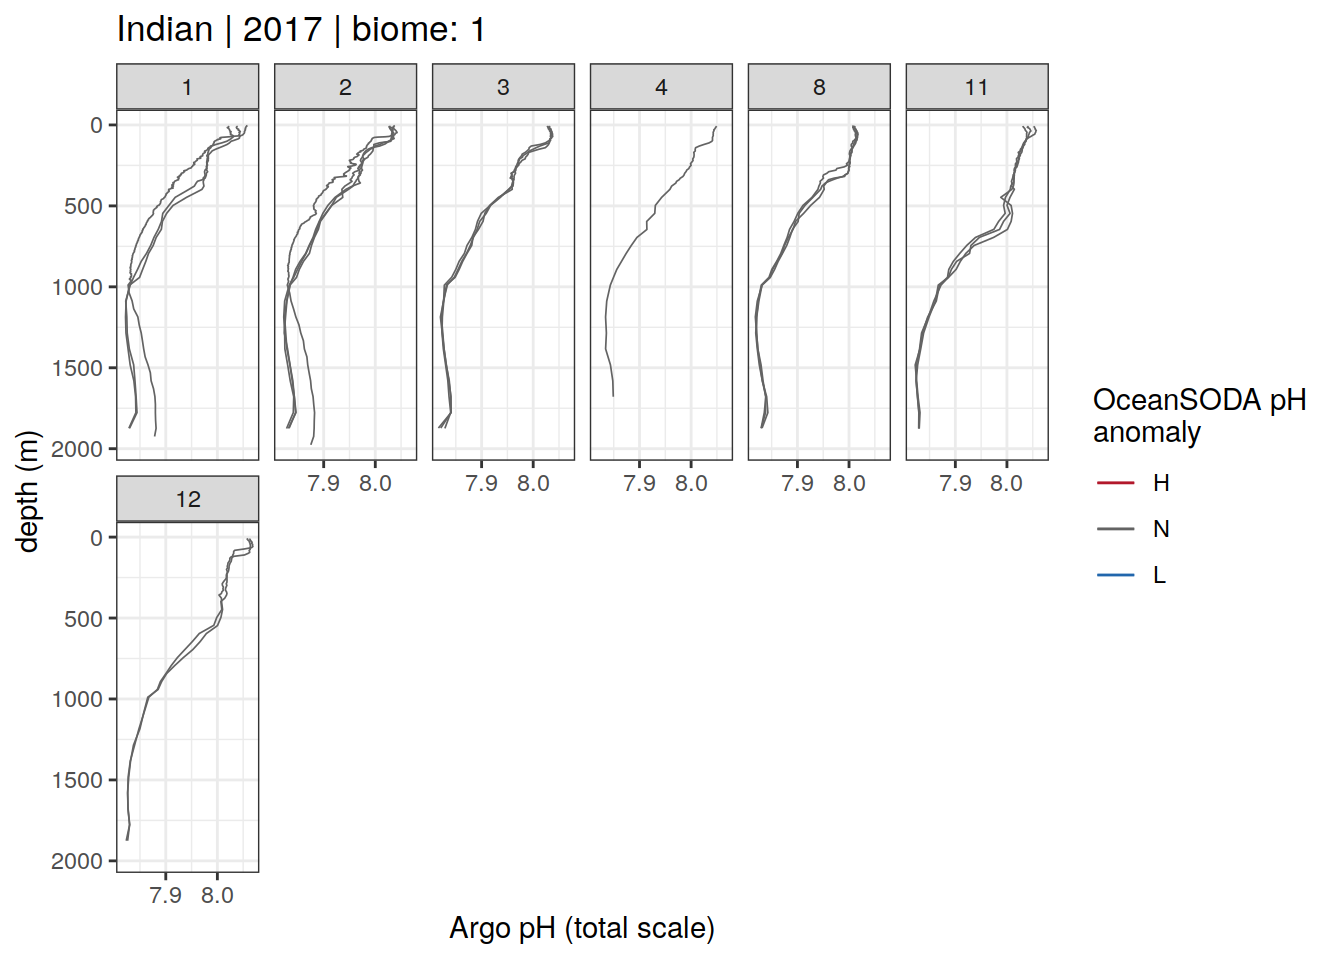 Indian | 2017 | biome: 1
1 2 3 4 8 11
0
500
1000
1500
2000
7.9 8.0 7.9 8.0 7.9 8.0 7.9 8.0 7.9 8.0
12
0
500
1000
1500
2000
7.9 8.0
depth (m)
Argo pH (total scale)
OceanSODA pH
anomaly
H
N
L